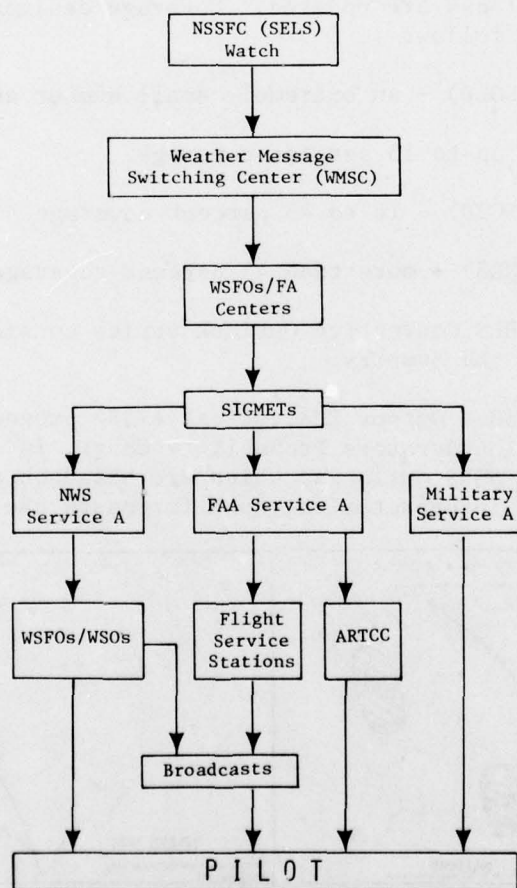 NSSFC (SELS)
Watch
Weather Message
Switching Center (WMSC)
WSFOs/FA
Centers
SIGMETs
NWS
Service A
FAA Service A
Military
Service A
WSFOs/WSOs
Flight
Service
Stations
ARTCC
Broadcasts
PILOT